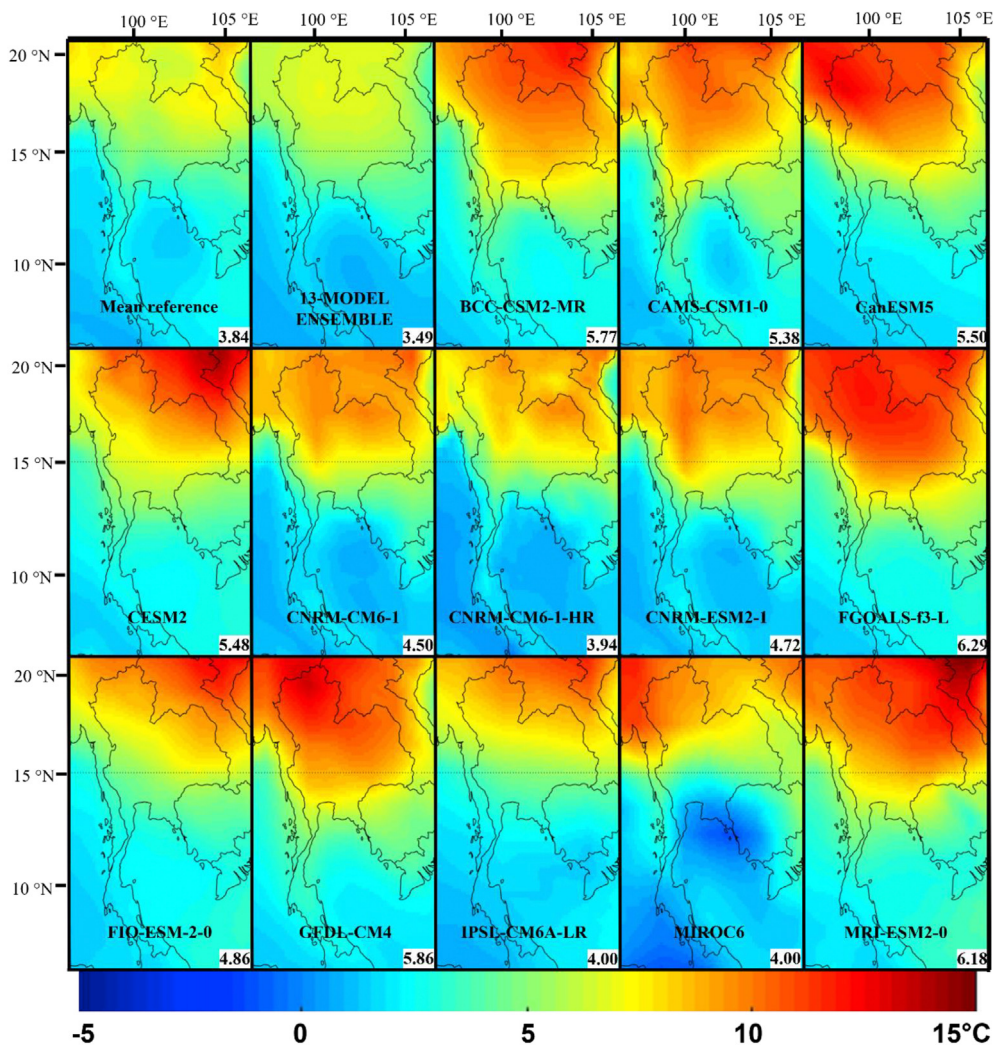 100 °E 105 °E 100 °E 105 °E 100 °E 105 °E 100 °E 105 °E 100 °E 105 °E
20 °N
15 °N
10 °N
Mean reference
3.84
13-MODEL
ENSEMBLE
3.49
BCC-CSM2-MR
5.77
CAMS-CSM1-0
5.38
CanESM5
5.50
20 °N
15 °N
10 °N
CESM2
5.48
CNRM-CM6-1
4.50
CNRM-CM6-1-HR
3.94
CNRM-ESM2-1
4.72
FGOALS-f3-L
6.29
20 °N
15 °N
10 °N
FIO-ESM-2-0
4.86
GFDL-CM4
5.86
IPSL-CM6A-LR
4.00
MIROC6
4.00
MRI-ESM2-0
6.18
-5 0 5 10 15°C